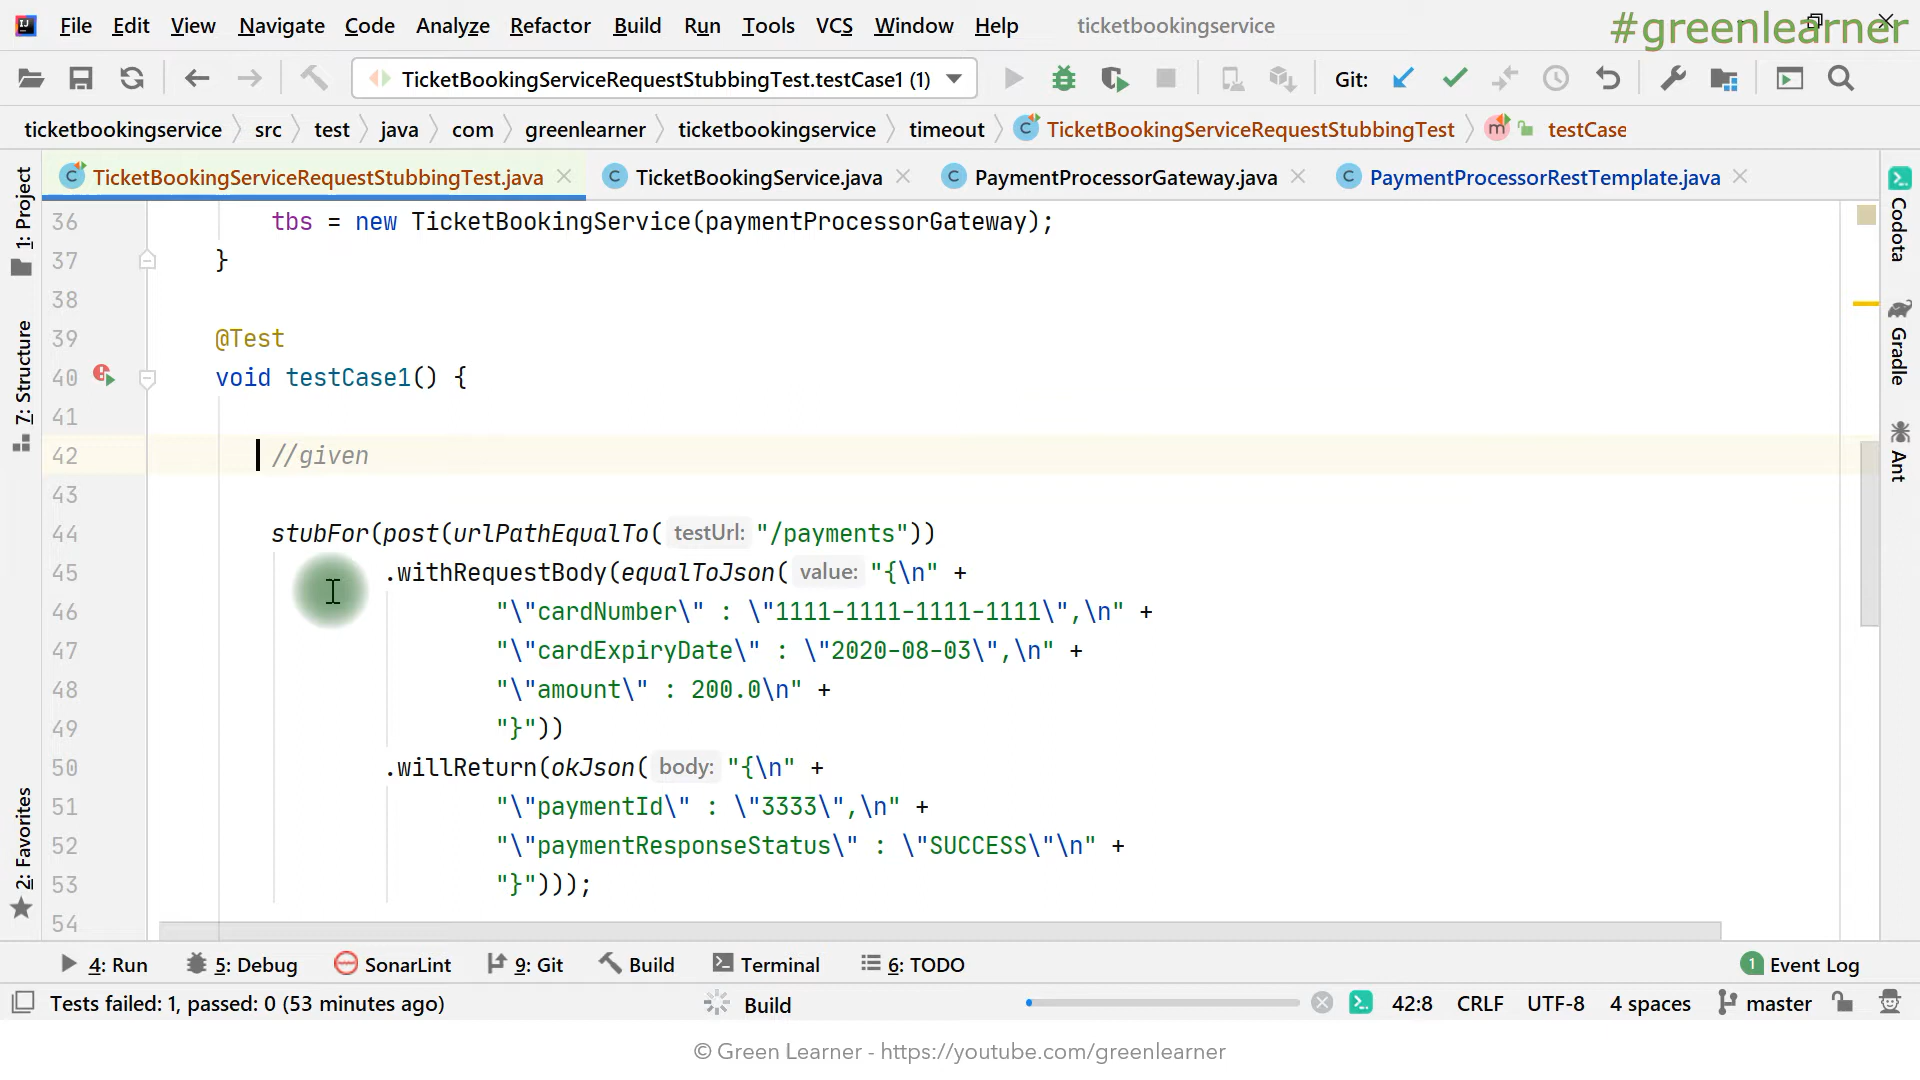 File Edit View Navigate Code Analyze Refactor Build Run Tools VCS Window Help ticketbookingservice #greenlearner
TicketBookingServiceRequestStubbingTest.testCase1 (1) Git:
ticketbookingservice src test java com greenlearner ticketbookingservice timeout TicketBookingServiceRequestStubbingTest testCase
TicketBookingServiceRequestStubbingTest.java TicketBookingService.java PaymentProcessorGateway.java PaymentProcessorRestTemplate.java
1: Project
7: Structure
2: Favorites
36 tbs = new TicketBookingService(paymentProcessorGateway);
37 }
38
39 @Test
40 void testCase1() {
41
42 //given
43
44 stubFor(post(urlPathEqualTo( testUrl: "/payments"))
45 .withRequestBody(equalToJson( value: "{\n" +
46 "\"cardNumber\" : \"1111-1111-1111-1111\",\n" +
47 "\"cardExpiryDate\" : \"2020-08-03\",\n" +
48 "\"amount\" : 200.0\n" +
49 "}"))
50 .willReturn(okJson( body: "{\n" +
51 "\"paymentId\" : \"3333\",\n" +
52 "\"paymentResponseStatus\" : \"SUCCESS\"\n" +
53 "}")));
54
Codota
Gradle
Ant
4: Run 5: Debug SonarLint 9: Git Build Terminal 6: TODO 1 Event Log
Tests failed: 1, passed: 0 (53 minutes ago) Build 42:8 CRLF UTF-8 4 spaces master
© Green Learner - https://youtube.com/greenlearner